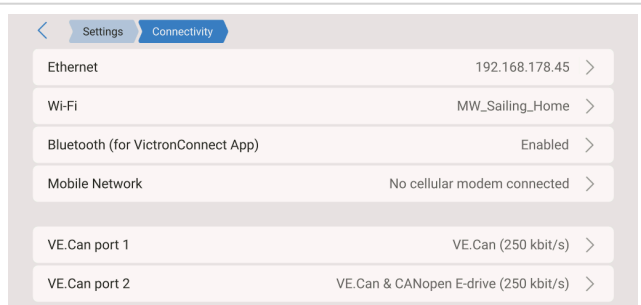 Settings Connectivity
Ethernet 192.168.178.45
Wi-Fi MW_Sailing_Home
Bluetooth (for VictronConnect App) Enabled
Mobile Network No cellular modem connected
VE.Can port 1 VE.Can (250 kbit/s)
VE.Can port 2 VE.Can & CANopen E-drive (250 kbit/s)